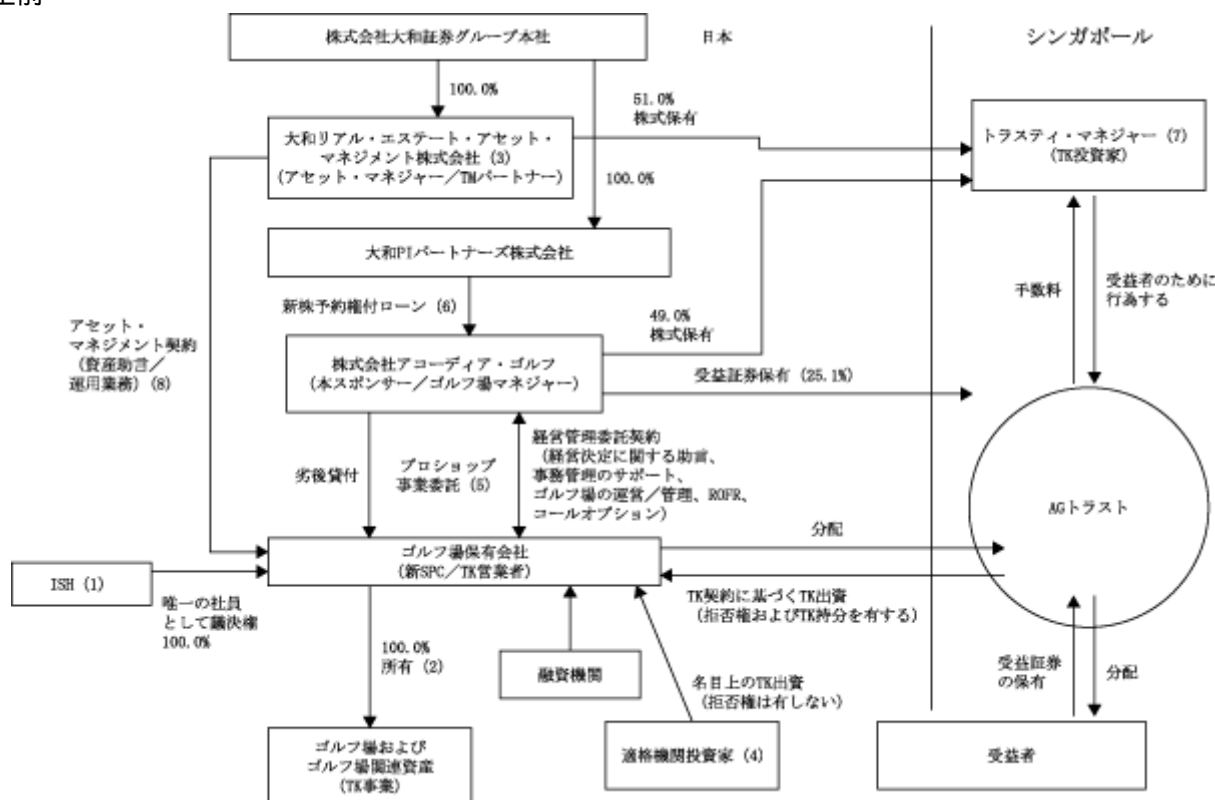 株式会社大和証券グループ本社
日本
シンガポール
100.0%
51.0%
株式保有
大和リアル・エステート・アセット・
マネジメント株式会社 (3)
(アセット・マネジャー／TMパートナー)
トラスティ・マネジャー (7)
(TK投資家)
100.0%
大和PIパートナーズ株式会社
手数料
受益者のために
行為する
新株予約権付ローン (6)
49.0%
株式保有
アセット・
マネジメント契約
(資産助言／
運用業務) (8)
株式会社アコーディア・ゴルフ
(本スポンサー／ゴルフ場マネジャー)
受益証券保有 (25.1%)
劣後貸付
プロショップ
事業委託 (5)
経営管理委託契約
(経営決定に関する助言、
事務管理のサポート、
ゴルフ場の運営／管理、ROFR、
コールオプション)
AGトラスト
分配
ゴルフ場保有会社
(新SPC／TK営業者)
ISH (1)
唯一の社員
として議決権
100.0%
TK契約に基づくTK出資
(拒否権およびTK持分を有する)
100.0%
所有 (2)
融資機関
名目上のTK出資
(拒否権は有しない)
受益証券
の保有
分配
ゴルフ場および
ゴルフ場関連資産
(TK事業)
適格機関投資家 (4)
受益者